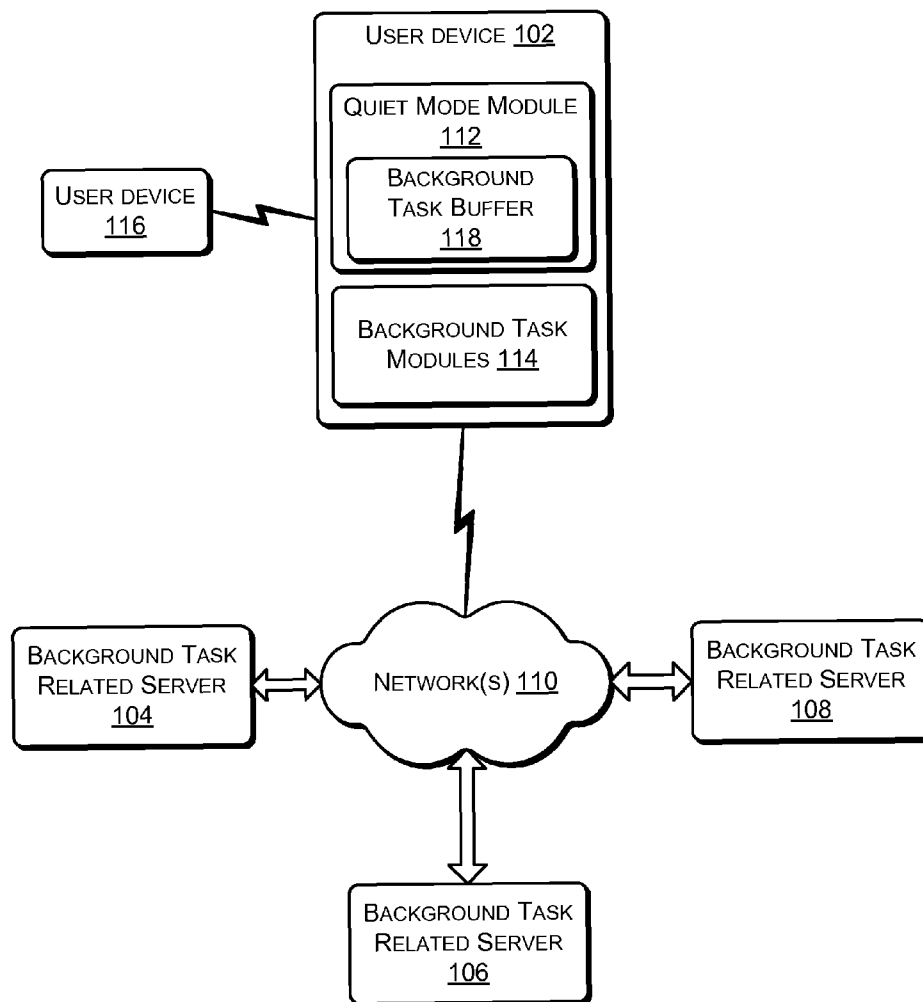 USER DEVICE 102
QUIET MODE MODULE
112
BACKGROUND
TASK BUFFER
118
USER DEVICE
116
BACKGROUND TASK
MODULES 114
BACKGROUND TASK
RELATED SERVER
104
NETWORK(S) 110
BACKGROUND TASK
RELATED SERVER
108
BACKGROUND TASK
RELATED SERVER
106